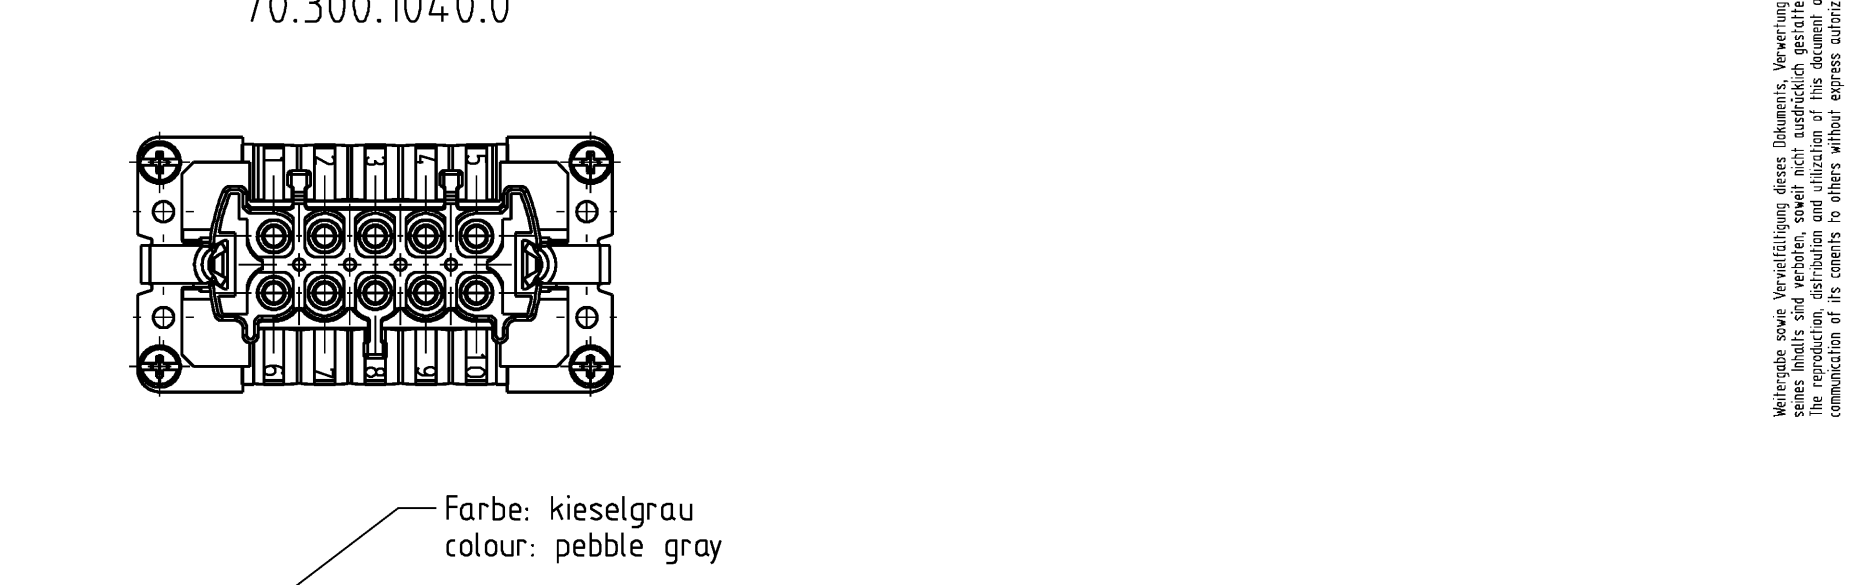 70.300.1040.0
1 2 3 4 5
6 7 8 9 10
Farbe: kieselgrau
colour: pebble gray
Weitergabe sowie Vervielfältigung dieses Dokuments, Verwertung
seines Inhalts sind verboten, soweit nicht ausdrücklich
The reproduction, distribution and utilization of this document
communication of its conents to others without express